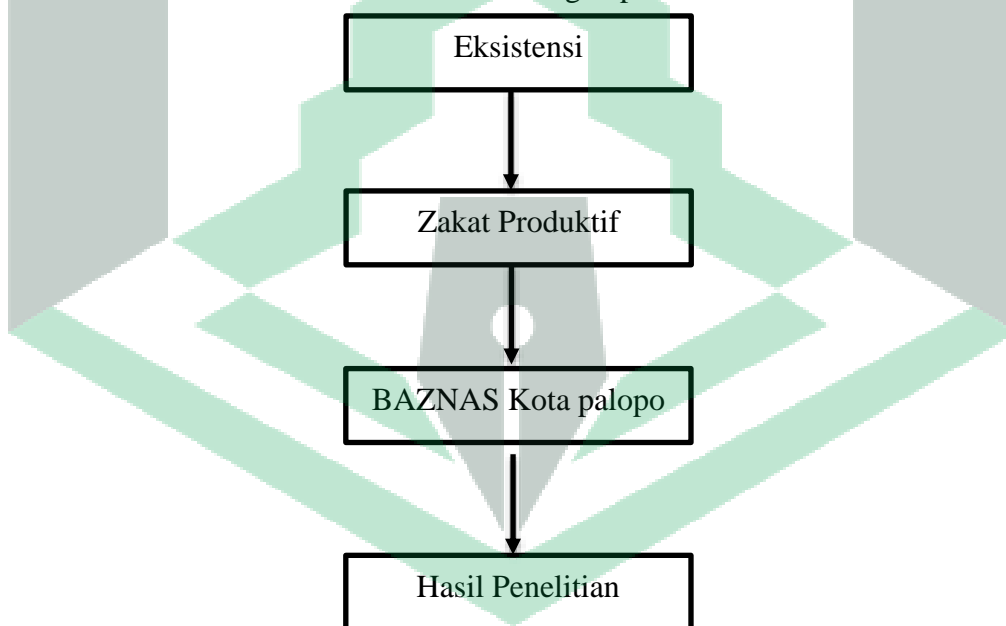 Eksistensi
Zakat Produktif
BAZNAS Kota palopo
Hasil Penelitian